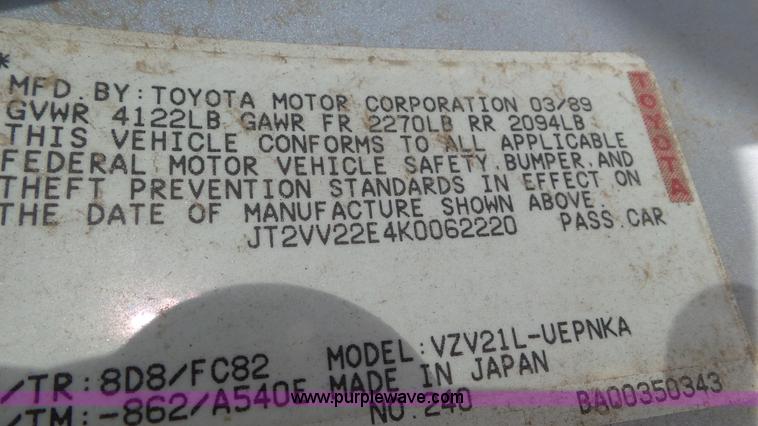 *
MFD. BY: TOYOTA MOTOR CORPORATION 03/89
GVWR 4122LB GAWR FR 2270LB RR 2094LB
THIS VEHICLE CONFORMS TO ALL APPLICABLE
FEDERAL MOTOR VEHICLE SAFETY, BUMPER, AND
THEFT PREVENTION STANDARDS IN EFFECT ON
THE DATE OF MANUFACTURE SHOWN ABOVE.
JT2VV22E4K0062220 PASS. CAR
TOYOTA
MODEL: VZV21L-UEPNKA
/TR: 8D8/FC82 MADE IN JAPAN
/TM: -862/A540E NO. 240 BA00350343
www.purplewave.com